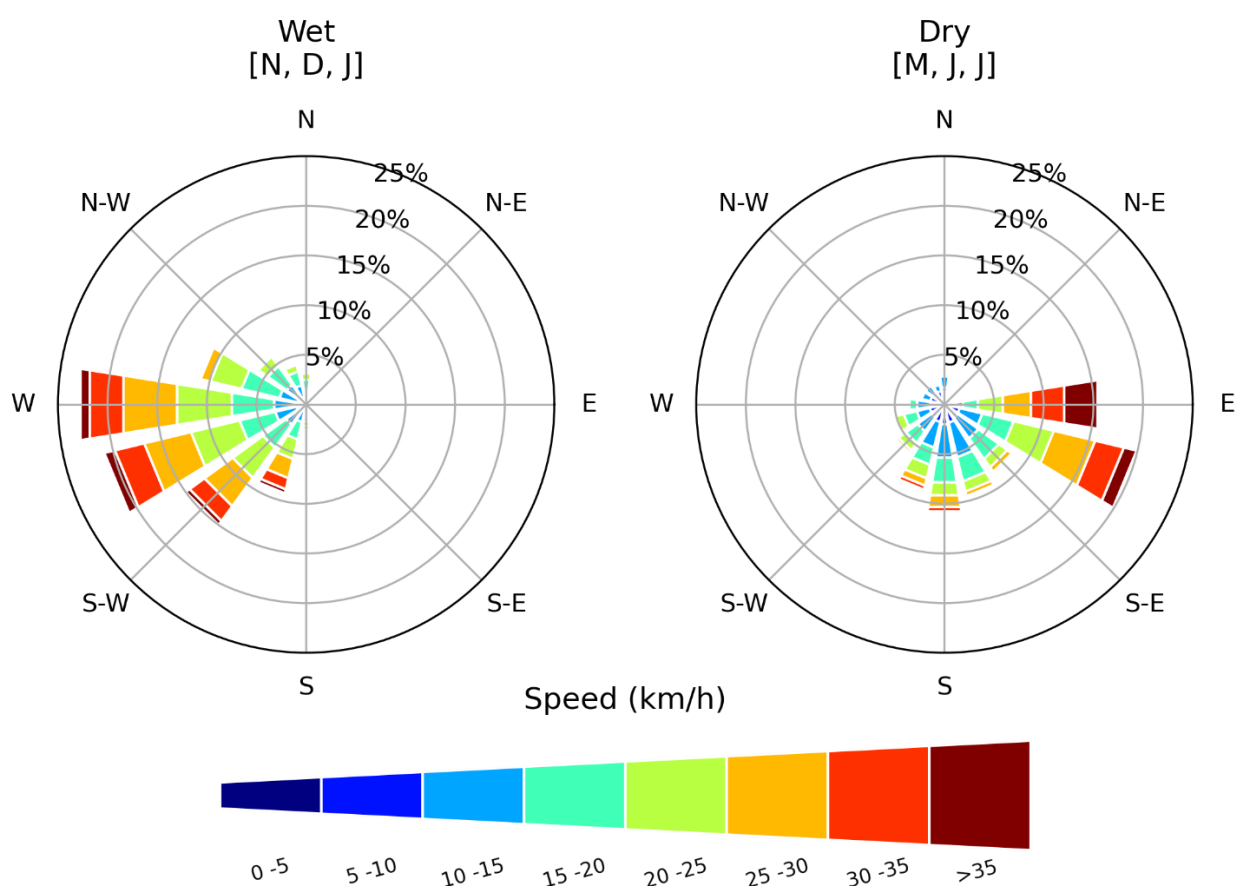 Wet
[N, D, J]
Dry
[M, J, J]
N
25%
N-W
N-E
20%
15%
10%
5%
W
E
S-W
S-E
S
N
25%
N-W
N-E
20%
15%
10%
5%
W
E
S-W
S-E
S
Speed (km/h)
0 -5
5 -10
10 -15
15 -20
20 -25
25 -30
30 -35
>35